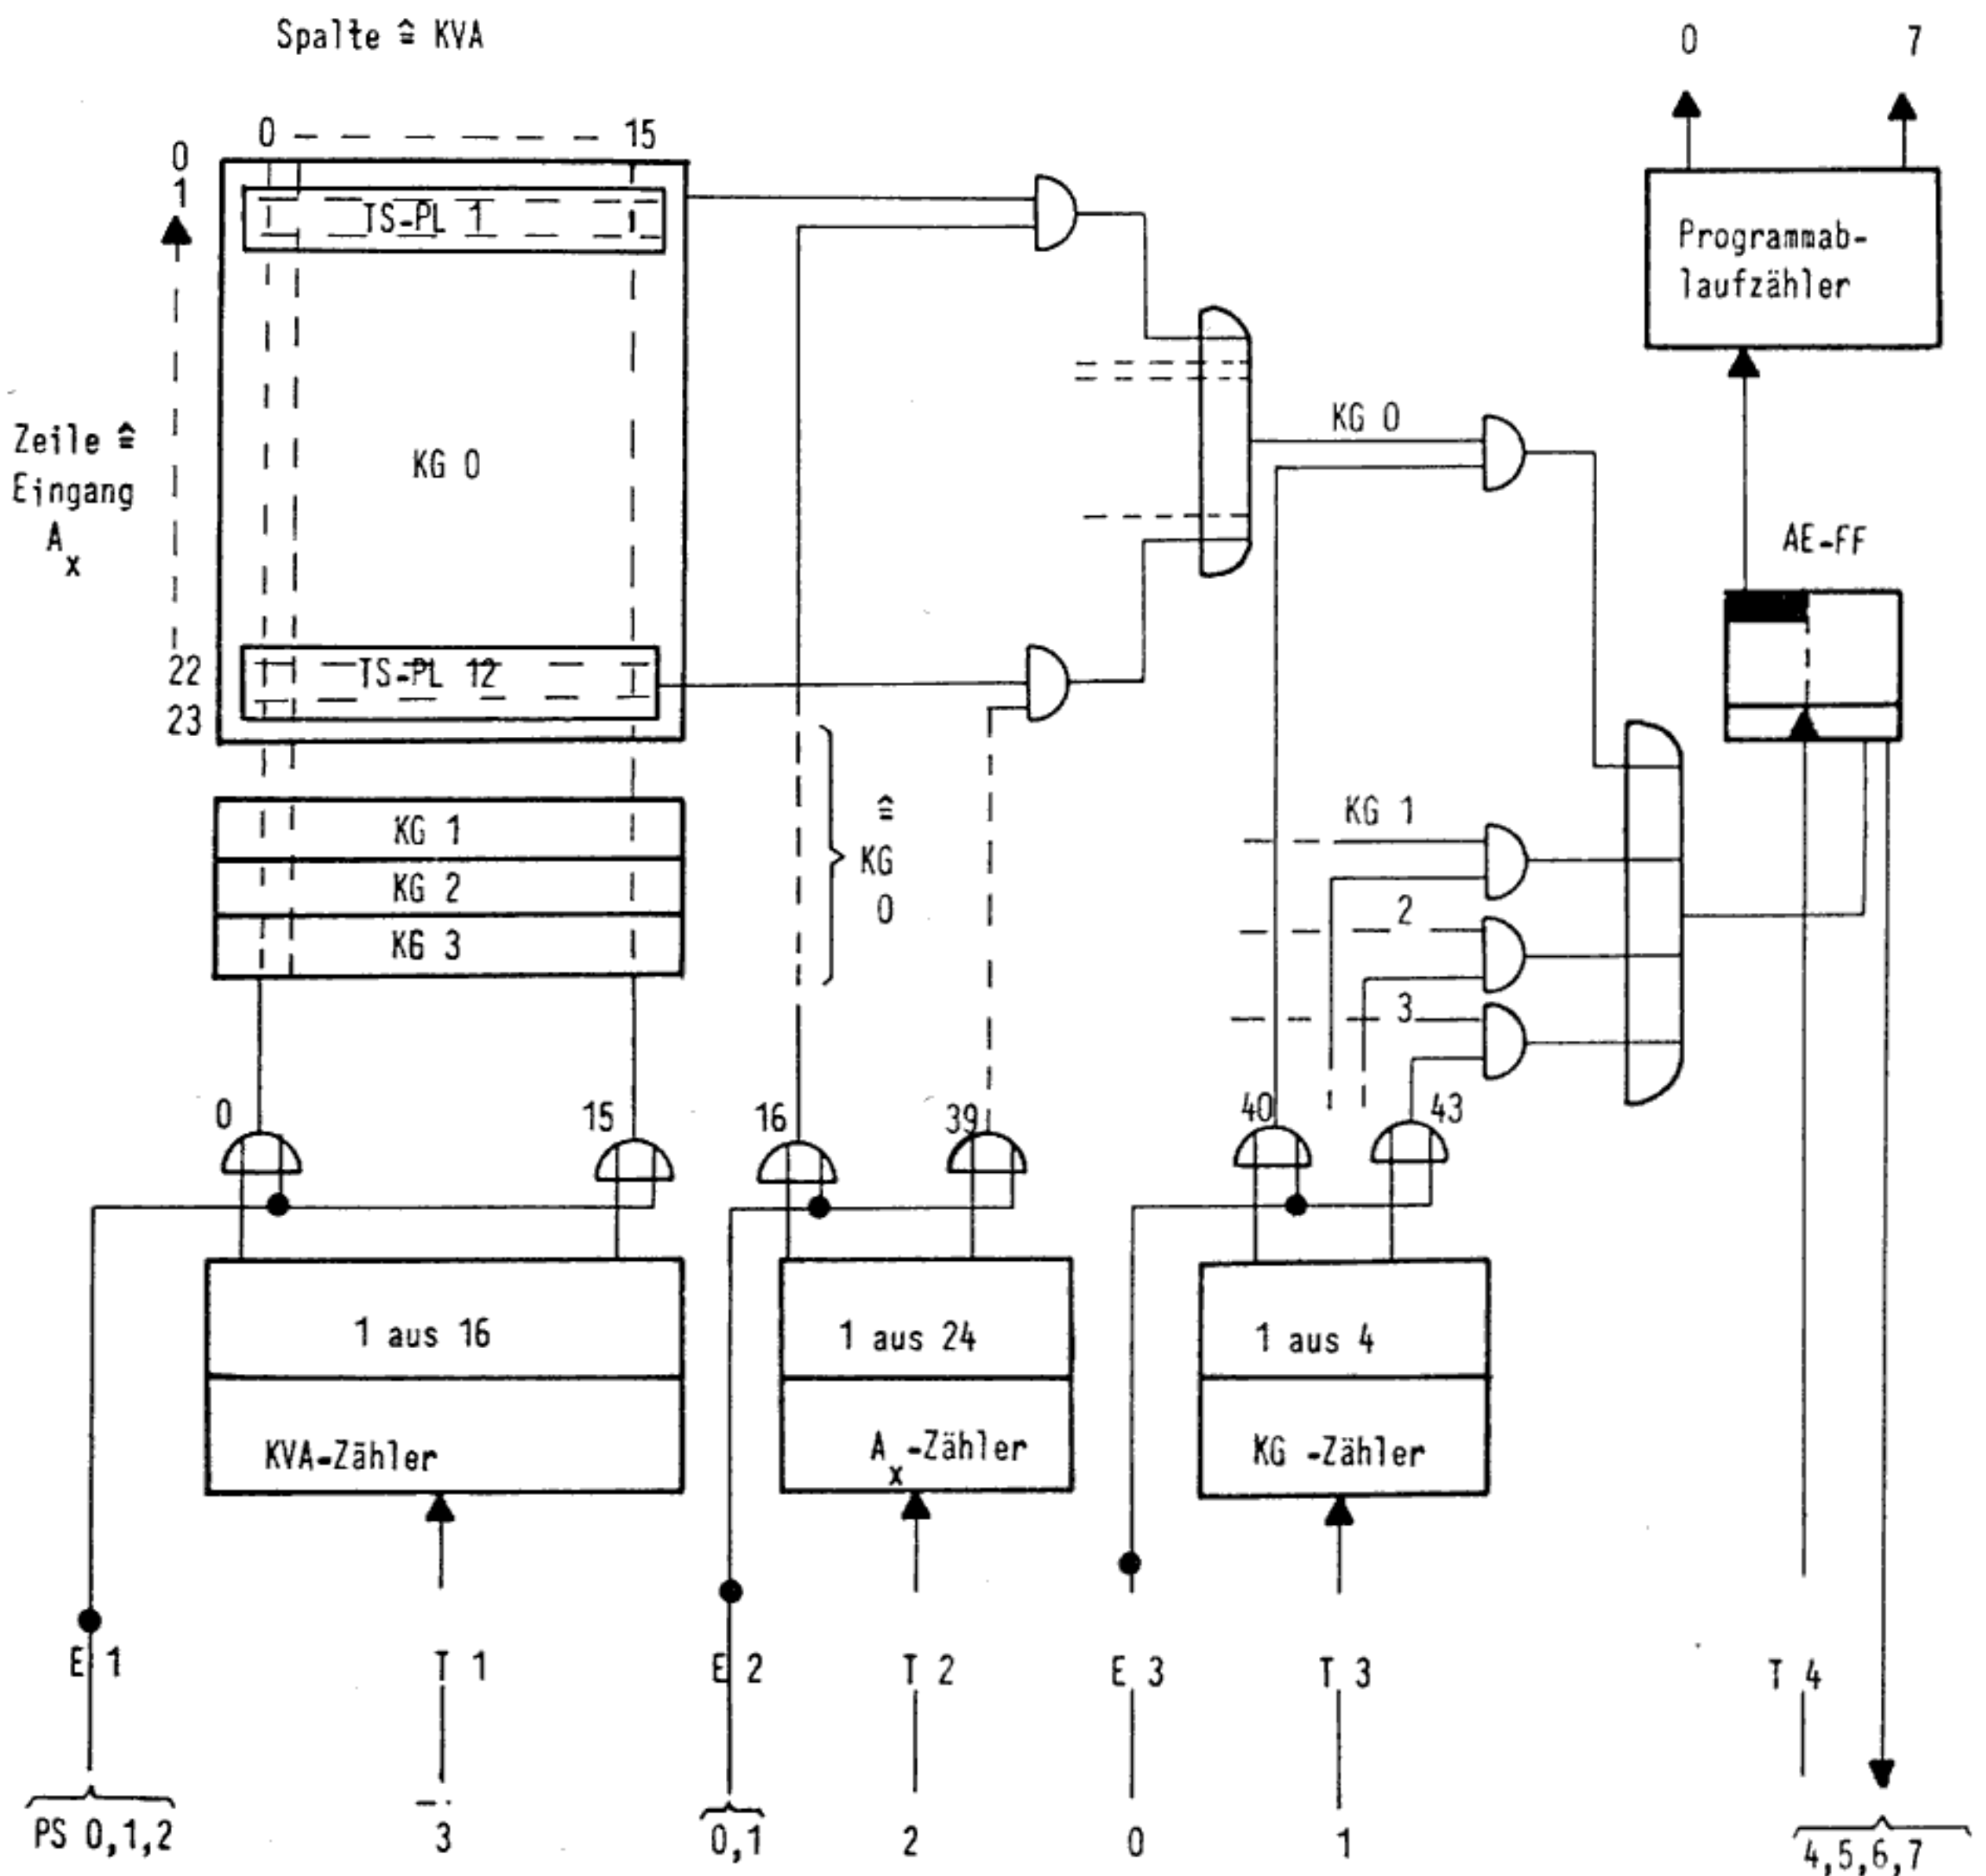 Spalte ≙ KVA
0 7
0 – – – – – – 15
0
1
TS-PL 1
Programmab-
laufzähler
KG 0
Zeile ≙
Eingang
A x
KG 0
AE-FF
22
23
TS-PL 12
KG 1
KG 2
K6 3
≙
KG
0
KG 1
2
3
0 15 16 39 40 43
1 aus 16 1 aus 24 1 aus 4
KVA-Zähler A x -Zähler KG -Zähler
E 1 T 1 E 2 T 2 E 3 T 3 T 4
PS 0,1,2 3 0,1 2 0 1 4,5,6,7